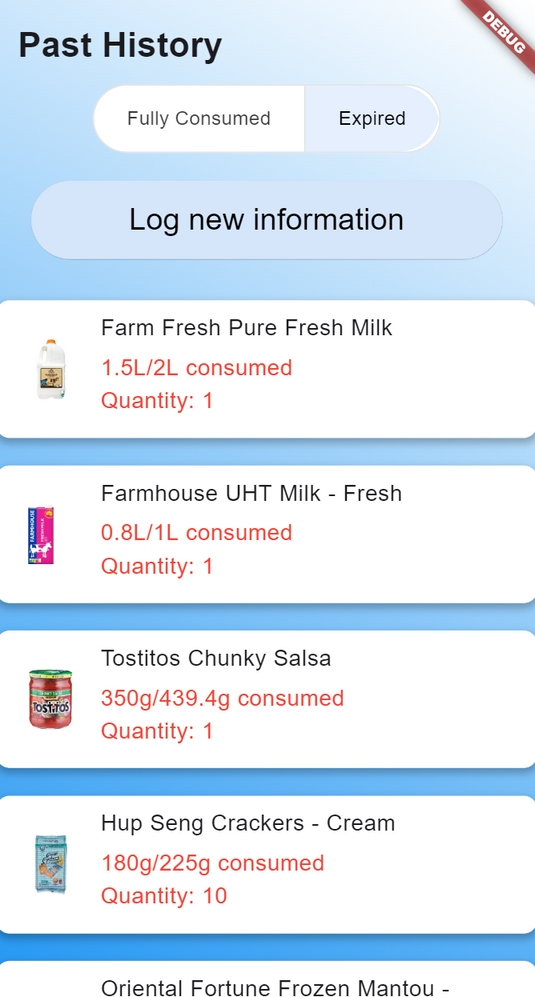 DEBUG
Past History
Fully Consumed
Expired
Log new information
Farm Fresh Pure Fresh Milk
1.5L/2L consumed
Quantity: 1
FARMHOUSE
Farmhouse UHT Milk - Fresh
0.8L/1L consumed
Quantity: 1
TOSTITOS
Tostitos Chunky Salsa
350g/439.4g consumed
Quantity: 1
Hup Seng Crackers - Cream
180g/225g consumed
Quantity: 10
Oriental Fortune Frozen Mantou -